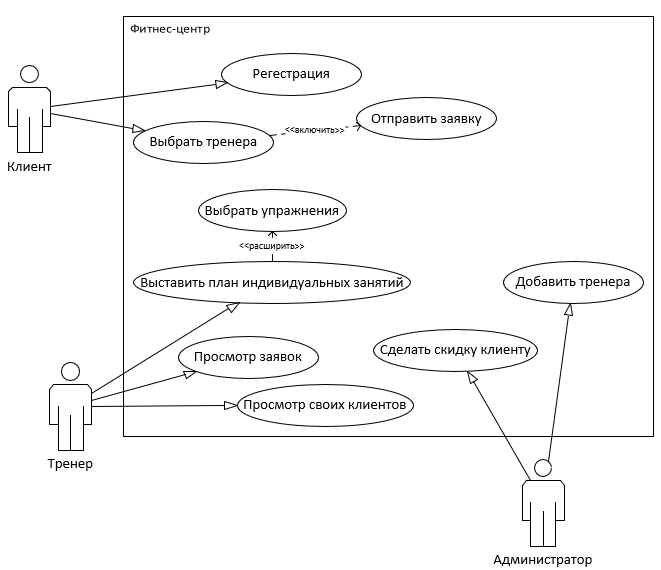 Фитнес-центр
Регестрация
Отправить заявку
<<включить>>
Выбрать тренера
Клиент
Выбрать упражнения
<<расширить>>
Выставить план индивидуальных занятий
Добавить тренера
Просмотр заявок
Сделать скидку клиенту
Просмотр своих клиентов
Тренер
Администратор